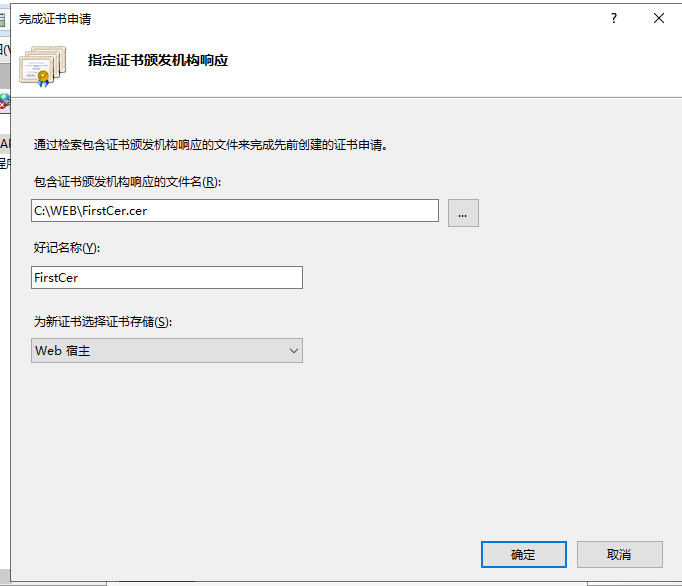 完成证书申请
?
指定证书颁发机构响应
通过检索包含证书颁发机构响应的文件来完成先前创建的证书申请。
包含证书颁发机构响应的文件名(R):
C:\WEB\FirstCer.cer
...
好记名称(Y):
FirstCer
为新证书选择证书存储(S):
Web 宿主
确定
取消